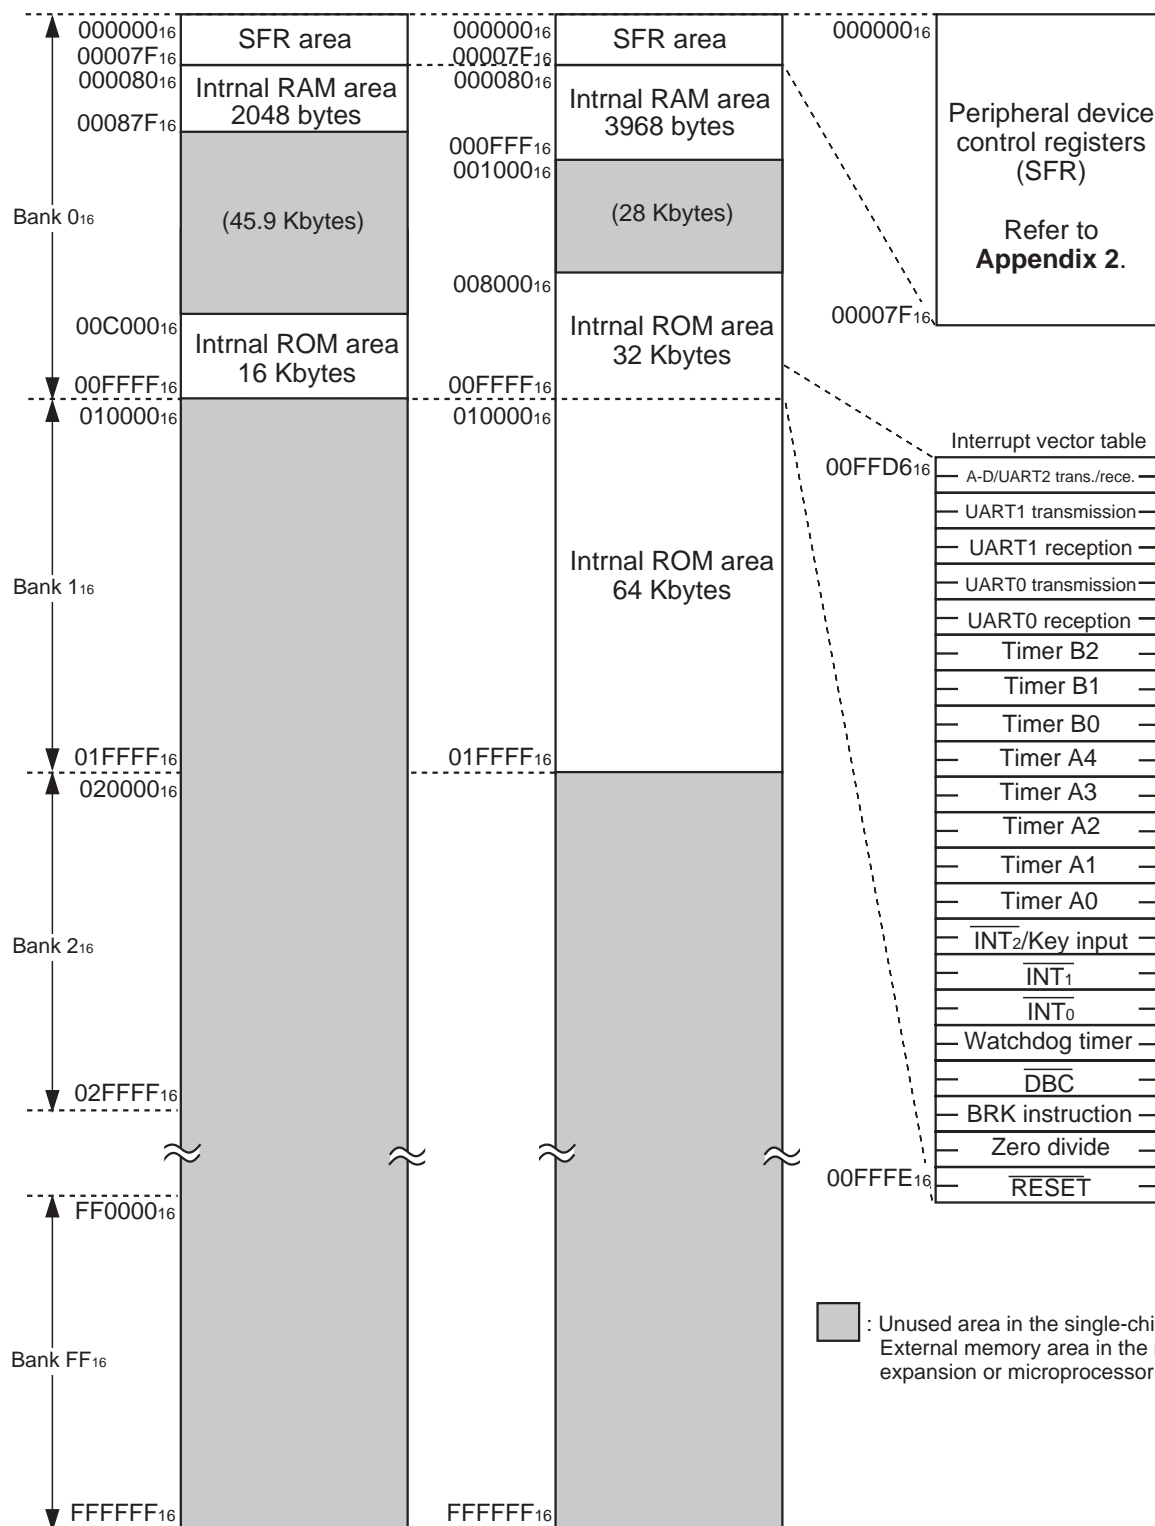 000000₁₆
00007F₁₆
000080₁₆
00087F₁₆
Bank 0₁₆
00C000₁₆
00FFFF₁₆
010000₁₆
Bank 1₁₆
01FFFF₁₆
020000₁₆
Bank 2₁₆
02FFFF₁₆
FF0000₁₆
Bank FF₁₆
FFFFFF₁₆
SFR area
Intrnal RAM area
2048 bytes
(45.9 Kbytes)
Intrnal ROM area
16 Kbytes
000000₁₆
00007F₁₆
000080₁₆
000FFF₁₆
001000₁₆
008000₁₆
00FFFF₁₆
010000₁₆
01FFFF₁₆
FFFFFF₁₆
SFR area
Intrnal RAM area
3968 bytes
(28 Kbytes)
Intrnal ROM area
32 Kbytes
Intrnal ROM area
64 Kbytes
000000₁₆
Peripheral device
control registers
(SFR)
Refer to
Appendix 2.
00007F₁₆
Interrupt vector table
00FFD6₁₆
A-D/UART2 trans./rece.
UART1 transmission
UART1 reception
UART0 transmission
UART0 reception
Timer B2
Timer B1
Timer B0
Timer A4
Timer A3
Timer A2
Timer A1
Timer A0
INT₂/Key input
INT₁
INT₀
Watchdog timer
DBC
BRK instruction
Zero divide
00FFFE₁₆
RESET
: Unused area in the single-chi
External memory area in the
expansion or microprocessor